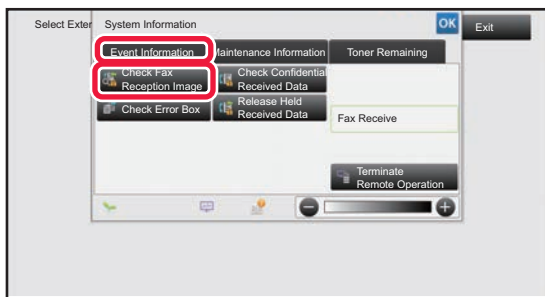 Select Exter
System Information
OK
Exit
Event Information
Maintenance Information
Toner Remaining
Check Fax
Reception Image
Check Confidential
Received Data
Check Error Box
Release Held
Received Data
Fax Receive
Terminate
Remote Operation